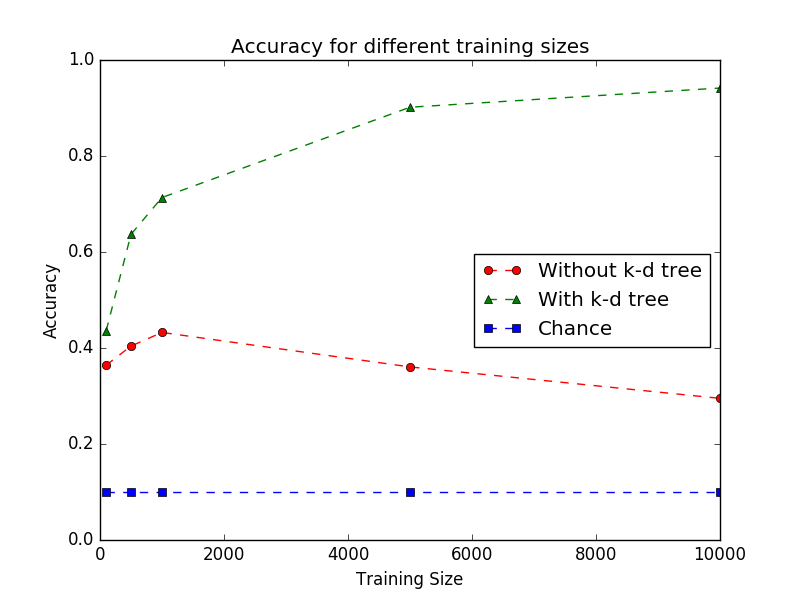 Accuracy for different training sizes
1.0
0.8
0.6
0.4
0.2
0.0
Accuracy
Without k-d tree
With k-d tree
Chance
0 2000 4000 6000 8000 10000
Training Size